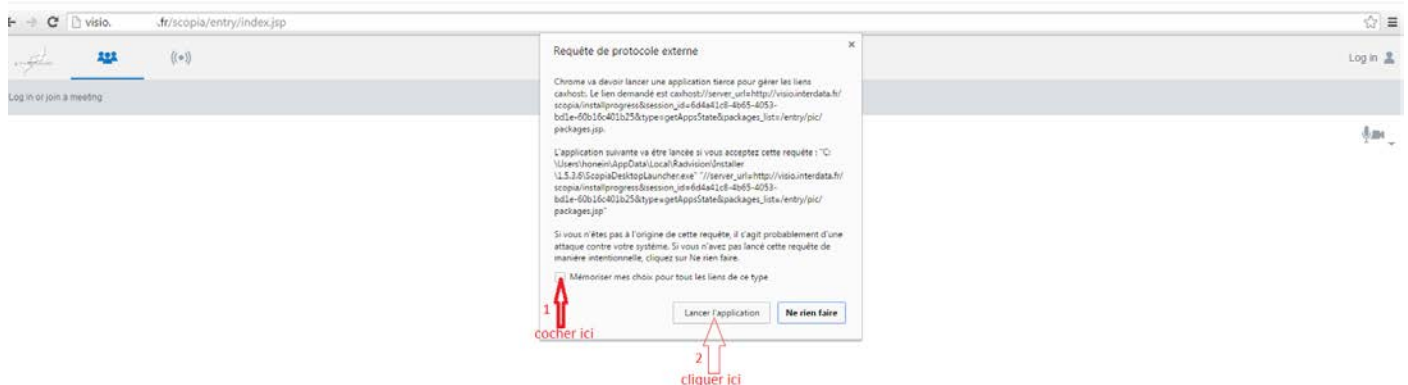 visio. .fr/scopia/entry/index.jsp
Log in
Log in or join a meeting
Requête de protocole externe
Chrome va devoir lancer une application tierce pour gérer les liens
caxhost:. Le lien demandé est caxhost://server_url=http://visio.interdata.fr/
scopia/installprogress&session_id=6d4a41c8-4b65-4053-
bd1e-60b16c401b25&type=getAppsState&packages_list=/entry/pic/
packages.jsp.
L'application suivante va être lancée si vous acceptez cette requête : "C:
\Users\honein\AppData\Local\Radvision\Installer
\1.5.3.6\ScopiaDesktopLauncher.exe" "//server_url=http://visio.interdata.fr/
scopia/installprogress&session_id=6d4a41c8-4b65-4053-
bd1e-60b16c401b25&type=getAppsState&packages_list=/entry/pic/
packages.jsp"
Si vous n'êtes pas à l'origine de cette requête, il s'agit probablement d'une
attaque contre votre système. Si vous n'avez pas lancé cette requête de
manière intentionnelle, cliquez sur Ne rien faire.
Mémoriser mes choix pour tous les liens de ce type
1
Lancer l'application Ne rien faire
cocher ici
2
cliquer ici